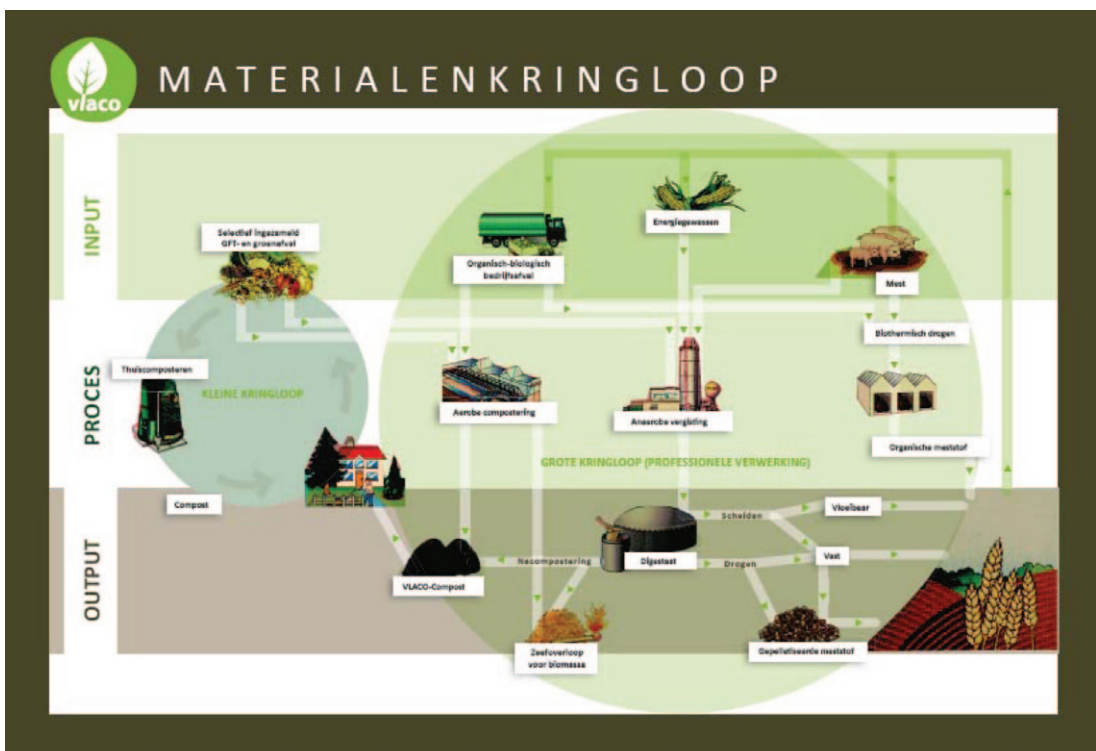 vlaco
MATERIALENKRINGLOOP
INPUT
Selectief ingezameld
GFT- en groenafval
Organisch-biologisch
bedrijfsafval
Energiegewassen
Mest
PROCES
Thuiscomposteren
KLEINE KRINGLOOP
Aerobe compostering
Anaerobe vergisting
Biothermisch drogen
Organische meststof
GROTE KRINGLOOP (PROFESSIONELE VERWERKING)
OUTPUT
Compost
VLACO-Compost
Nacompostering
Digestaat
Scheiden
Drogen
Vloeibaar
Vast
Zeefoverloop
voor biomassa
Gepelletiseerde meststof